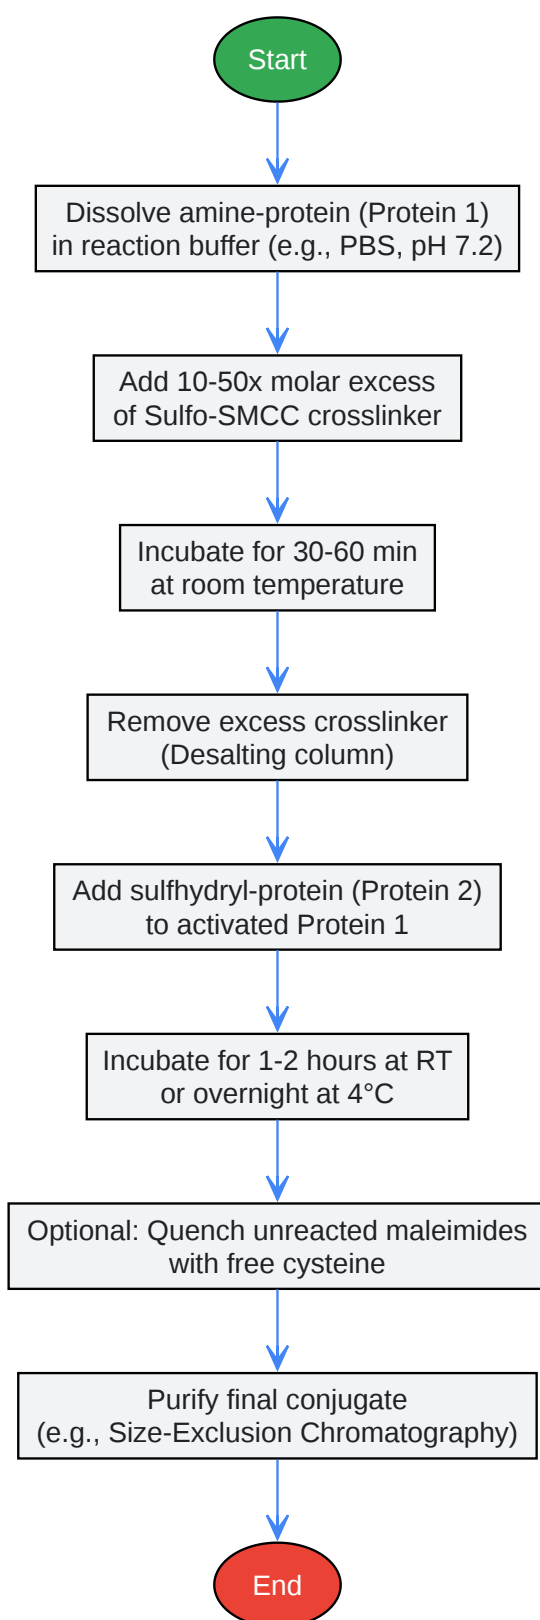 Start
Dissolve amine-protein (Protein 1)
in reaction buffer (e.g., PBS, pH 7.2)
Add 10-50x molar excess
of Sulfo-SMCC crosslinker
Incubate for 30-60 min
at room temperature
Remove excess crosslinker
(Desalting column)
Add sulfhydryl-protein (Protein 2)
to activated Protein 1
Incubate for 1-2 hours at RT
or overnight at 4°C
Optional: Quench unreacted maleimides
with free cysteine
Purify final conjugate
(e.g., Size-Exclusion Chromatography)
End